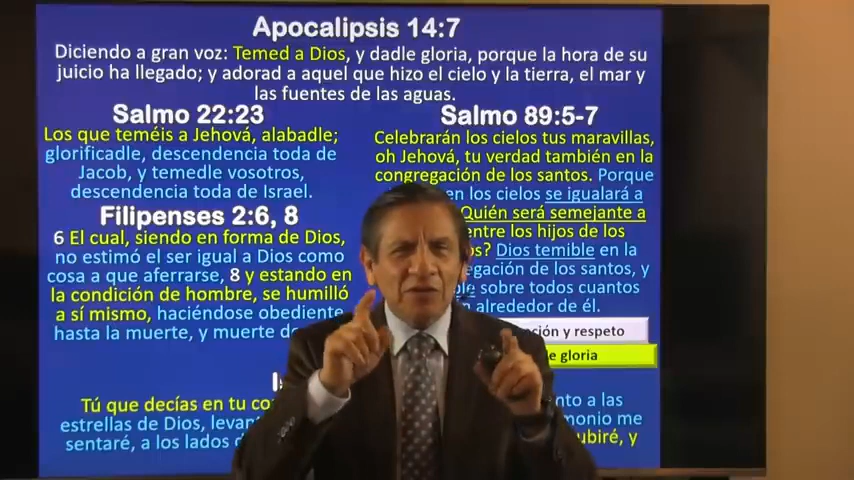 Apocalipsis 14:7
Diciendo a gran voz: Temed a Dios, y dadle gloria, porque la hora de su
juicio ha llegado; y adorad a aquel que hizo el cielo y la tierra, el mar y
las fuentes de las aguas.
Salmo 22:23
Los que teméis a Jehová, alabadle;
glorificadle, descendencia toda de
Jacob, y temedle vosotros,
descendencia toda de Israel.
Filipenses 2:6, 8
6 El cual, siendo en forma de Dios,
no estimó el ser igual a Dios como
cosa a que aferrarse, 8 y estando en
la condición de hombre, se humilló
a sí mismo, haciéndose obediente
hasta la muerte, y muerte
Salmo 89:5-7
Celebrarán los cielos tus maravillas,
oh Jehová, tu verdad también en la
congregación de los santos. Porque
en los cielos se igualará a
Quién será semejante a
entre los hijos de los
Dios temible en la
de los santos, y
sobre todos cuantos
alrededor de él.
y respeto
gloria
Tú que decías en tu
nto a las
estrellas de Dios,
me
sentaré, a los lados
y